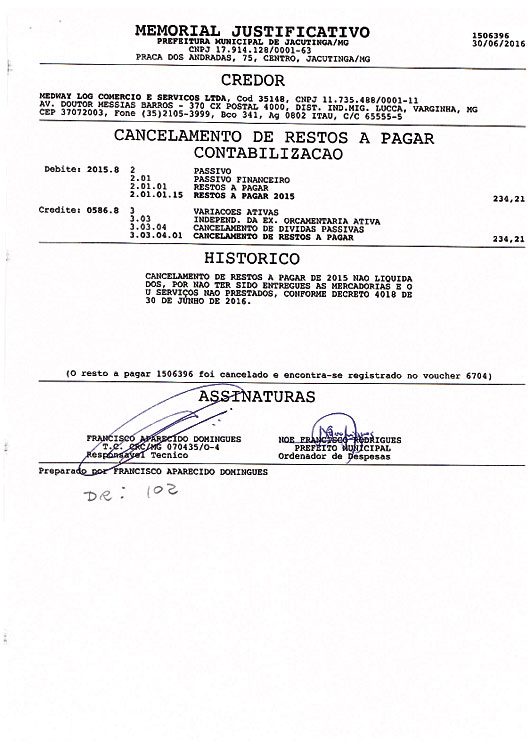 MEMORIAL JUSTIFICATIVO
PREFEITURA MUNICIPAL DE JACUTINGA/MG
CNPJ 17.914.128/0001-63
PRACA DOS ANDRADAS, 75, CENTRO, JACUTINGA/MG
1506396
30/06/2016
CREDOR
MEDWAY LOG COMERCIO E SERVICOS LTDA, Cod 35148, CNPJ 11.735.488/0001-11
AV. DOUTOR MESSIAS BARROS - 370 CX POSTAL 4000, DIST. IND.MIG. LUCCA, VARGINHA, MG
CEP 37072003, Fone (35)2105-3999, Bco 341, Ag 0802 ITAU, C/C 65555-5
CANCELAMENTO DE RESTOS A PAGAR
CONTABILIZACAO
Debite: 2015.8 2 PASSIVO
2.01 PASSIVO FINANCEIRO
2.01.01 RESTOS A PAGAR
2.01.01.15 RESTOS A PAGAR 2015 234,21
Credite: 0586.8 3 VARIACOES ATIVAS
3.03 INDEPEND. DA EX. ORCAMENTARIA ATIVA
3.03.04 CANCELAMENTO DE DIVIDAS PASSIVAS
3.03.04.01 CANCELAMENTO DE RESTOS A PAGAR 234,21
HISTORICO
CANCELAMENTO DE RESTOS A PAGAR DE 2015 NAO LIQUIDA
DOS, POR NAO TER SIDO ENTREGUES AS MERCADORIAS E O
U SERVIÇOS NAO PRESTADOS, CONFORME DECRETO 4018 DE
30 DE JUNHO DE 2016.
(O resto a pagar 1506396 foi cancelado e encontra-se registrado no voucher 6704)
ASSINATURAS
FRANCISCO APARECIDO DOMINGUES
T.C. CRC/MG 070435/O-4
Responsavel Tecnico
NOE FRANCISCO RODRIGUES
PREFEITO MUNICIPAL
Ordenador de Despesas
Preparado por FRANCISCO APARECIDO DOMINGUES
DR: 102